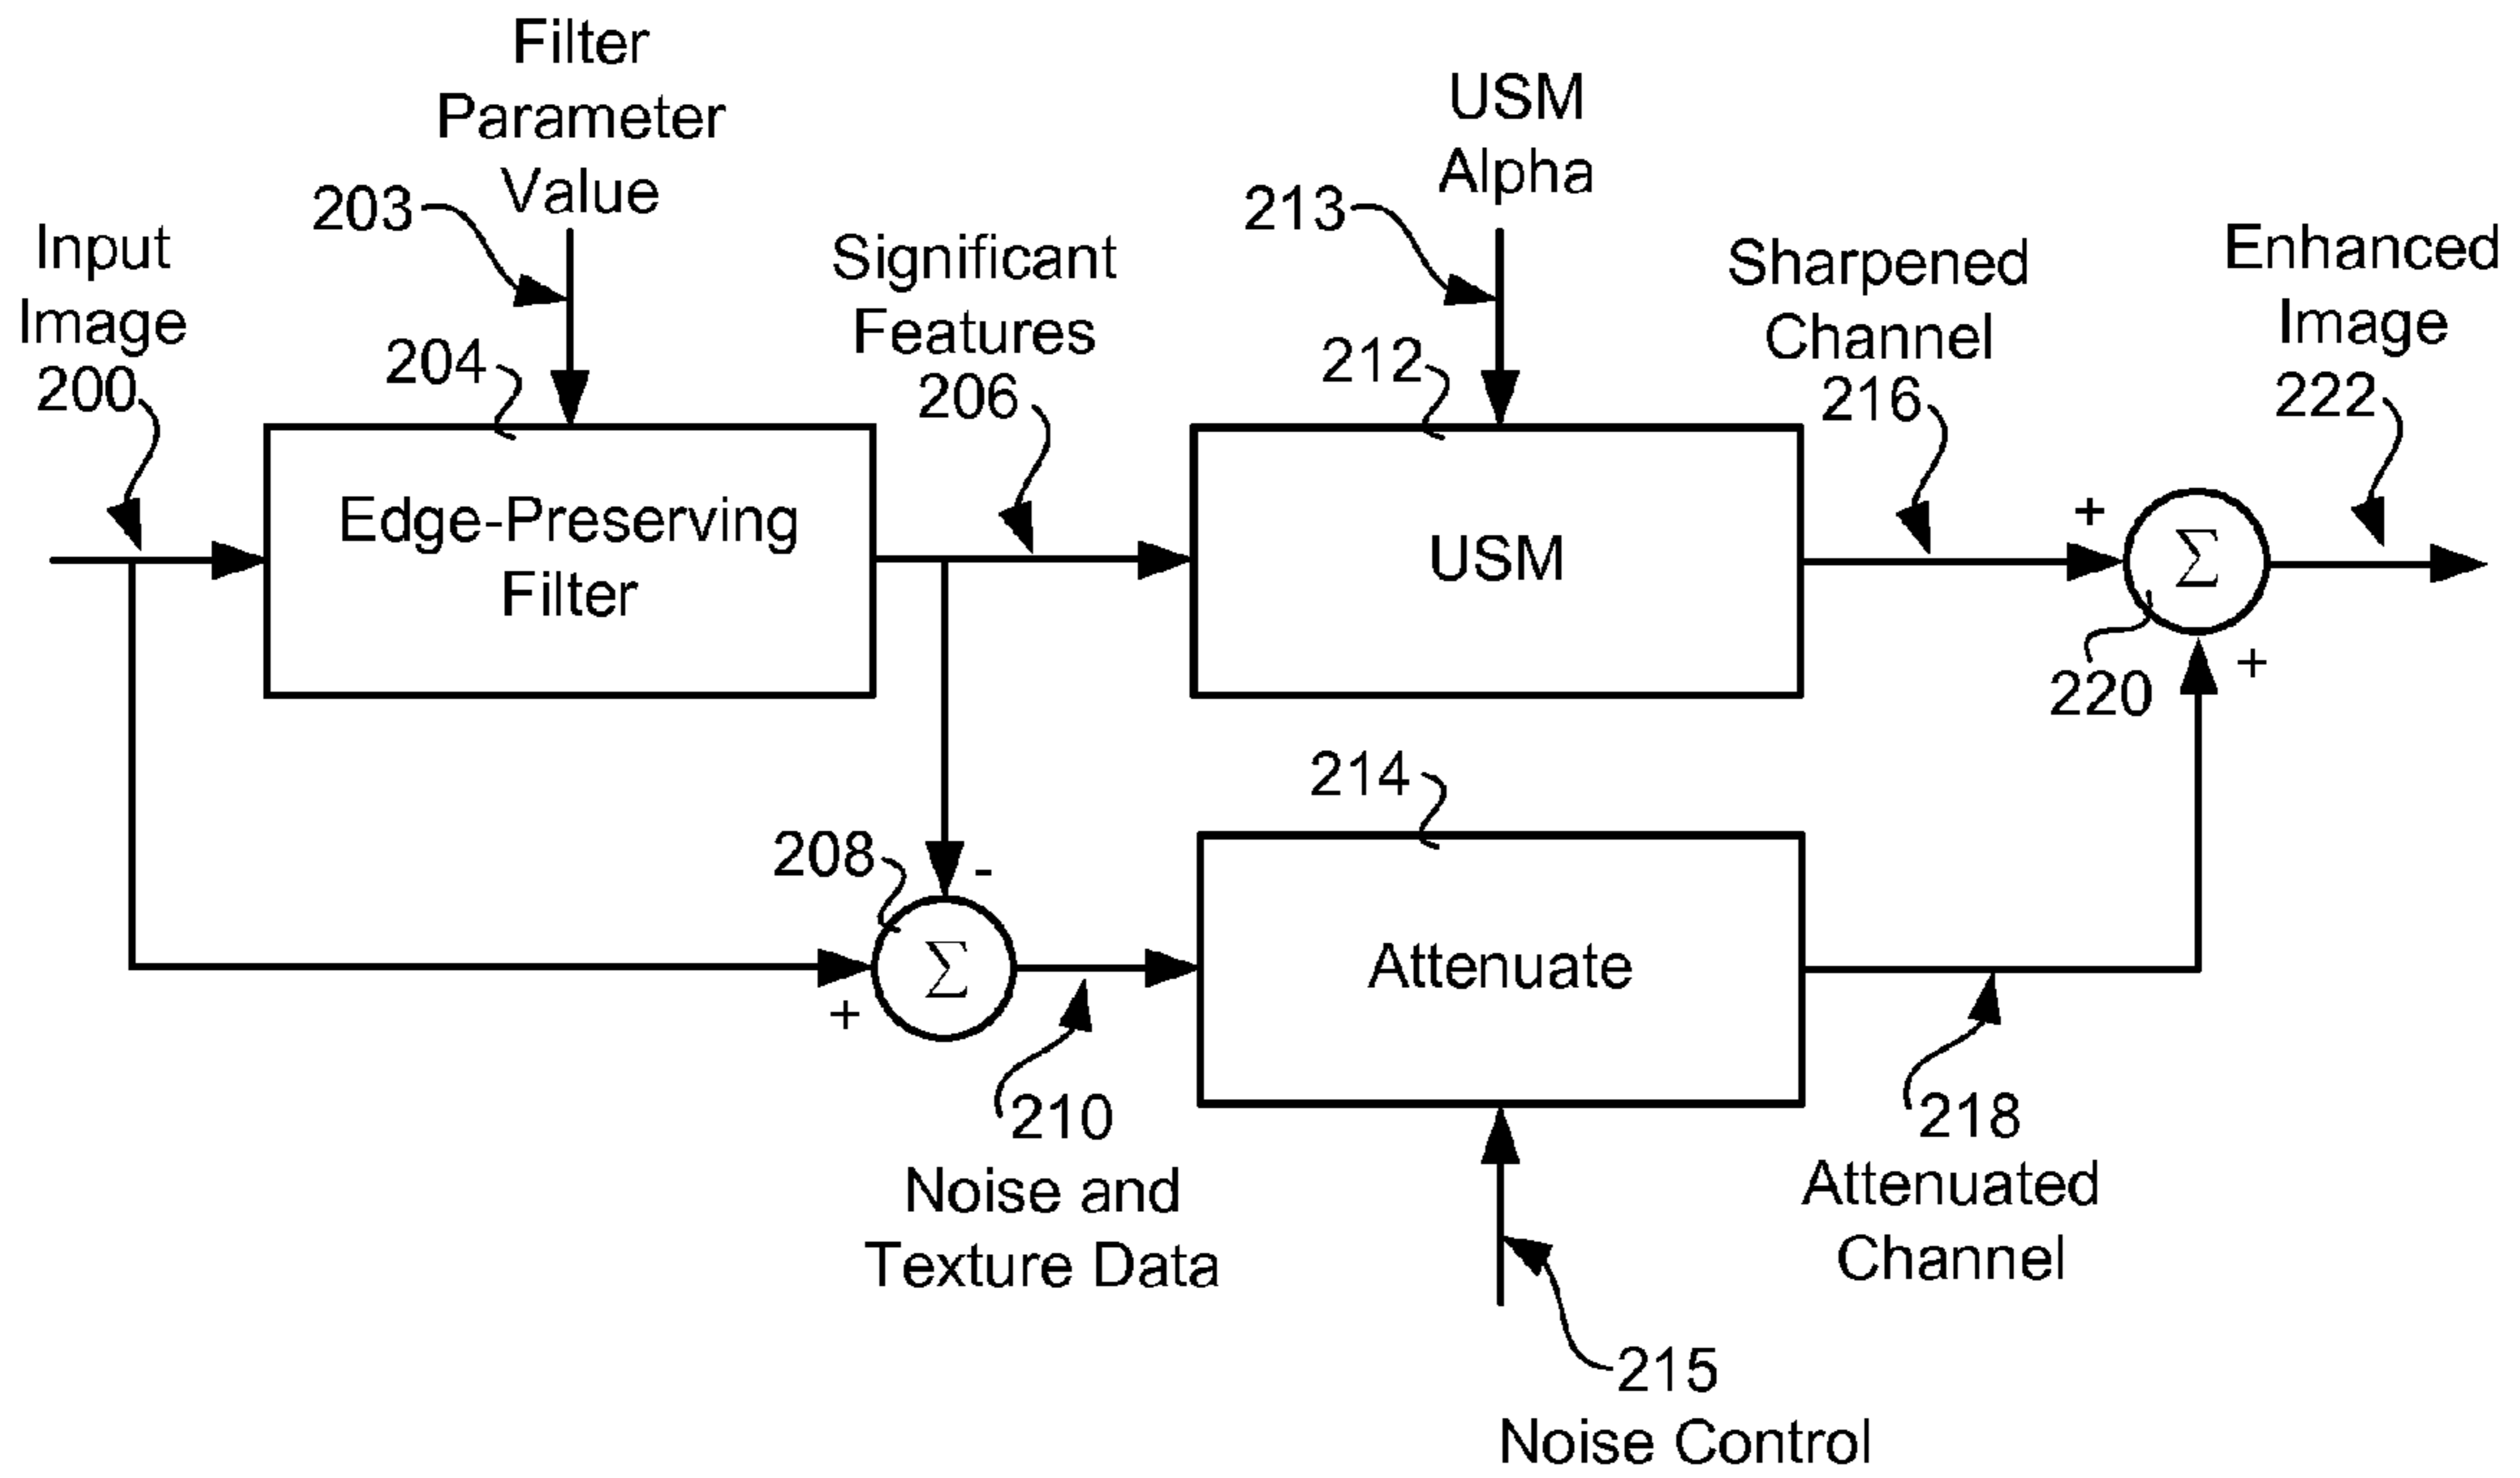 Filter
Parameter
Value
203
USM
Alpha
213
Input
Image
200
204
Significant
Features
206
212
Sharpened
Channel
216
Enhanced
Image
222
Edge-Preserving
Filter
USM
+
Σ
+
220
214
208
-
Σ
+
Attenuate
210
Noise and
Texture Data
218
Attenuated
Channel
215
Noise Control